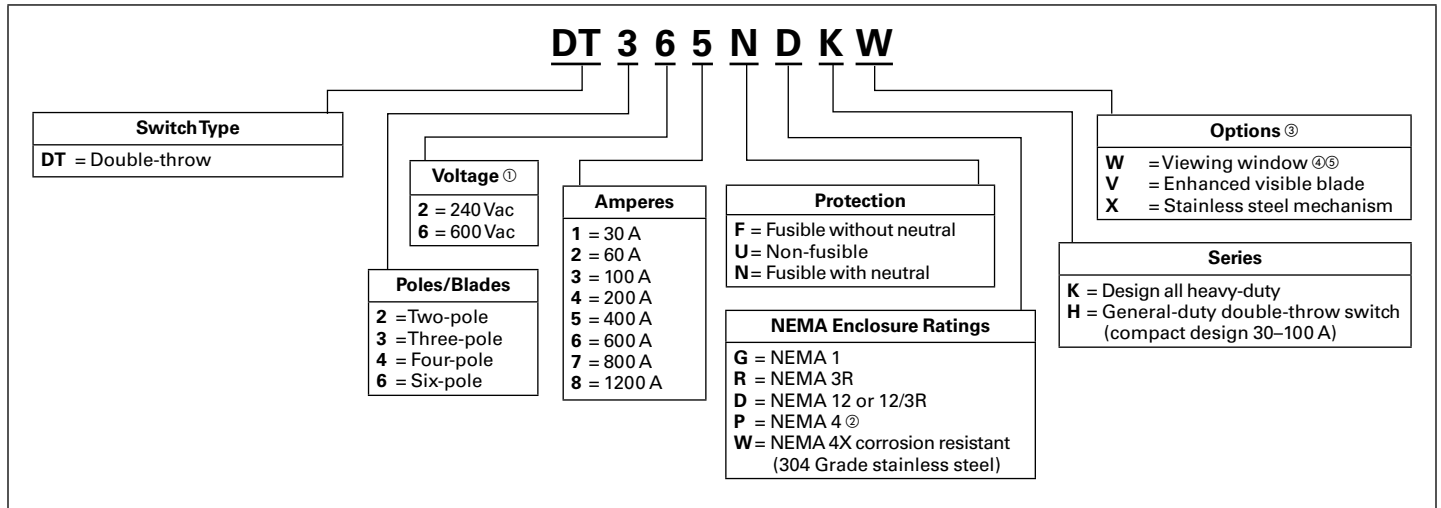 DT 3 6 5 N D K W
Switch Type
DT = Double-throw
Poles/Blades
2 =Two-pole
3 =Three-pole
4 = Four-pole
6 = Six-pole
Voltage ①
2 = 240 Vac
6 = 600 Vac
Amperes
1 = 30 A
2 = 60 A
3 = 100 A
4 = 200 A
5 = 400 A
6 = 600 A
7 = 800 A
8 = 1200 A
Protection
F = Fusible without neutral
U = Non-fusible
N = Fusible with neutral
NEMA Enclosure Ratings
G = NEMA 1
R = NEMA 3R
D = NEMA 12 or 12/3R
P = NEMA 4 ②
W = NEMA 4X corrosion resistant
(304 Grade stainless steel)
Series
K = Design all heavy-duty
H = General-duty double-throw switch
(compact design 30–100 A)
Options ③
W = Viewing window ④⑤
V = Enhanced visible blade
X = Stainless steel mechanism